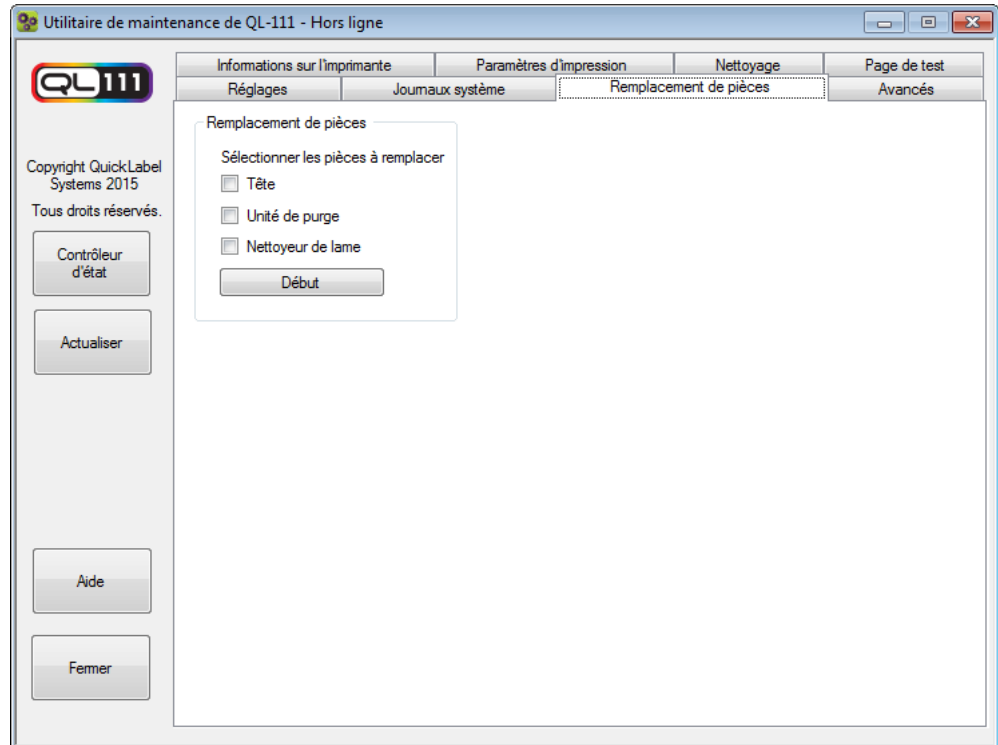 Utilitaire de maintenance de QL-111 - Hors ligne
QL111
Copyright QuickLabel
Systems 2015
Tous droits réservés.
Contrôleur
d'état
Actualiser
Aide
Fermer
Informations sur l'imprimante
Paramètres d'impression
Nettoyage
Page de test
Réglages
Journaux système
Remplacement de pièces
Avancés
Remplacement de pièces
Sélectionner les pièces à remplacer
Tête
Unité de purge
Nettoyeur de lame
Début